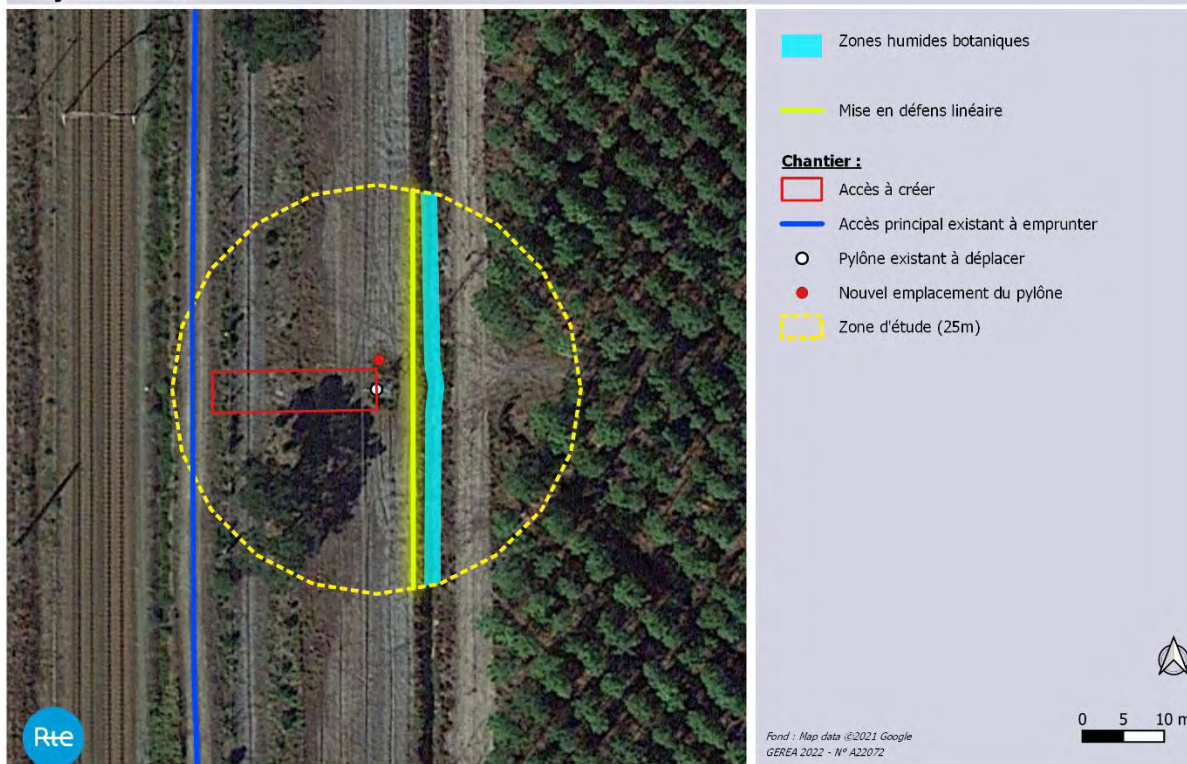 Zones humides botaniques
Mise en défens linéaire
Chantier :
Accès à créer
Accès principal existant à emprunter
Pylône existant à déplacer
Nouvel emplacement du pylône
Zone d'étude (25m)
Rte
0 5 10 m
Fond : Map data ©2021 Google
GEREA 2022 - N° A22072